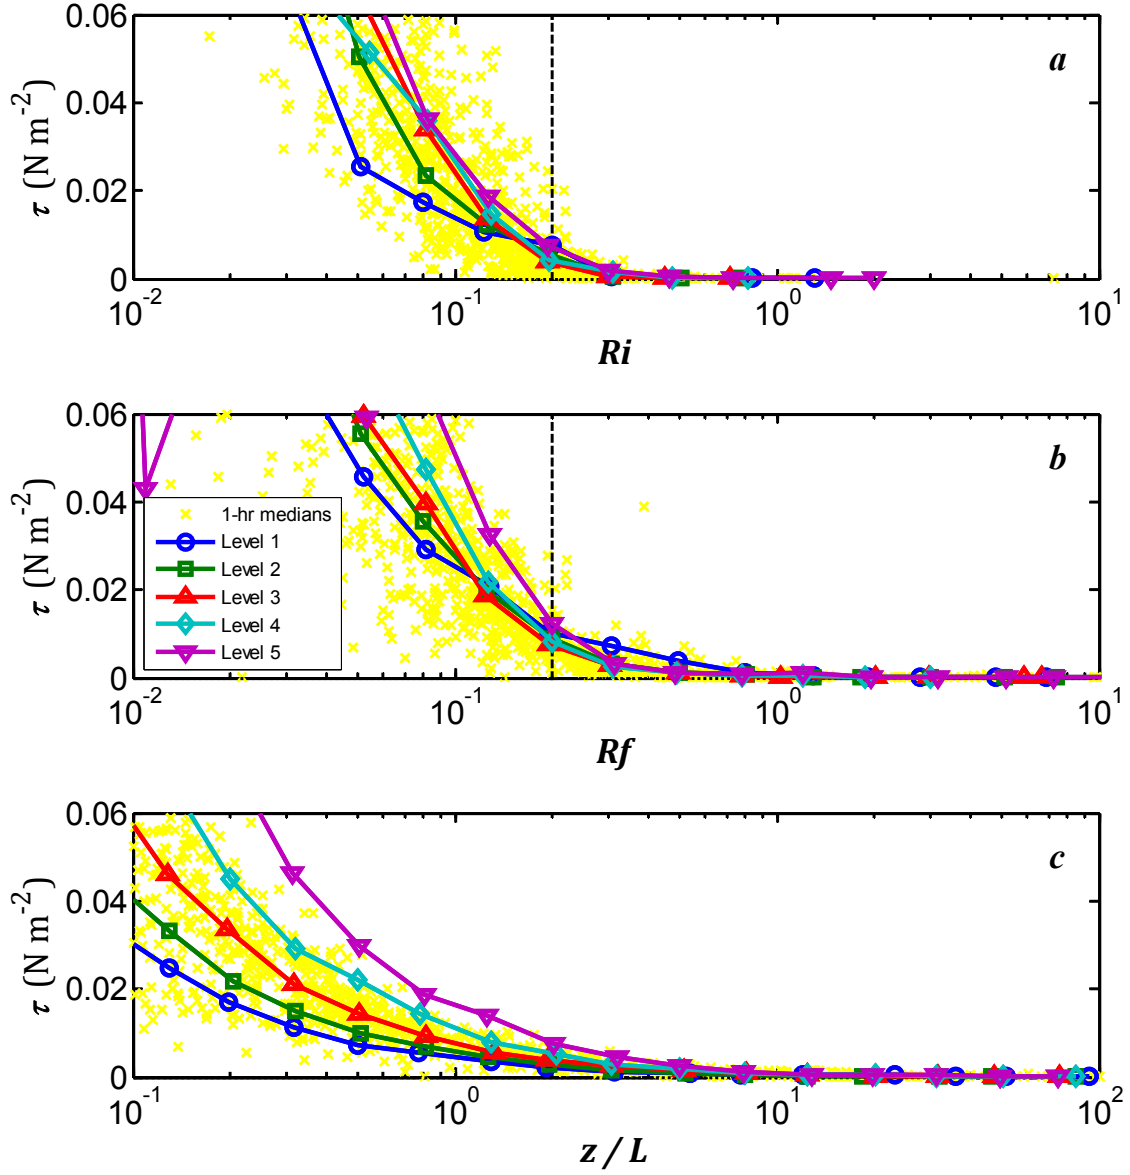 0.06
0.04
0.02
0
τ (N m⁻²)
a
10⁻² 10⁻¹ 10⁰ 10¹
Ri
0.06
0.04
0.02
0
τ (N m⁻²)
b
1-hr medians
Level 1
Level 2
Level 3
Level 4
Level 5
10⁻² 10⁻¹ 10⁰ 10¹
Rf
0.06
0.04
0.02
0
τ (N m⁻²)
c
10⁻¹ 10⁰ 10¹ 10²
z / L